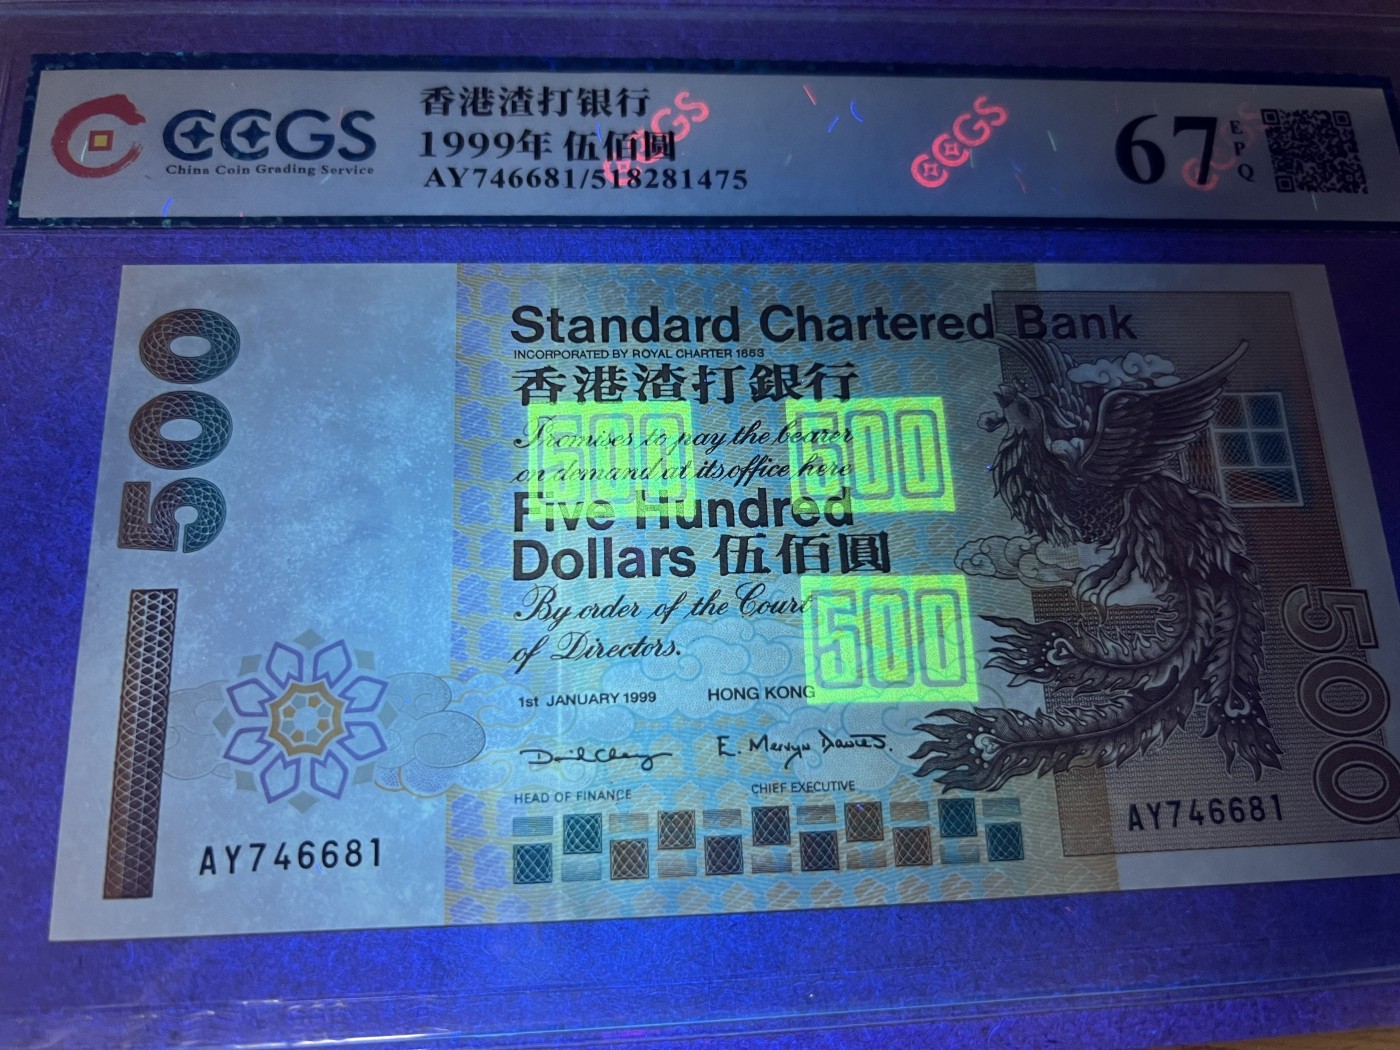 CCGS
China Coin Grading Service
香港渣打银行
1999年 伍佰圓
AY746681/518281475
CCGS
CCGS
CCGS
67
EPQ
500
Standard Chartered Bank
INCORPORATED BY ROYAL CHARTER 1853
香港渣打銀行
Promises to pay the bearer
on demand at its office here
Five Hundred
Dollars 伍佰圓
By order of the Court
of Directors.
500
500
500
1st JANUARY 1999 HONG KONG
E. Mervyn Davies.
HEAD OF FINANCE CHIEF EXECUTIVE
AY746681
AY746681
500